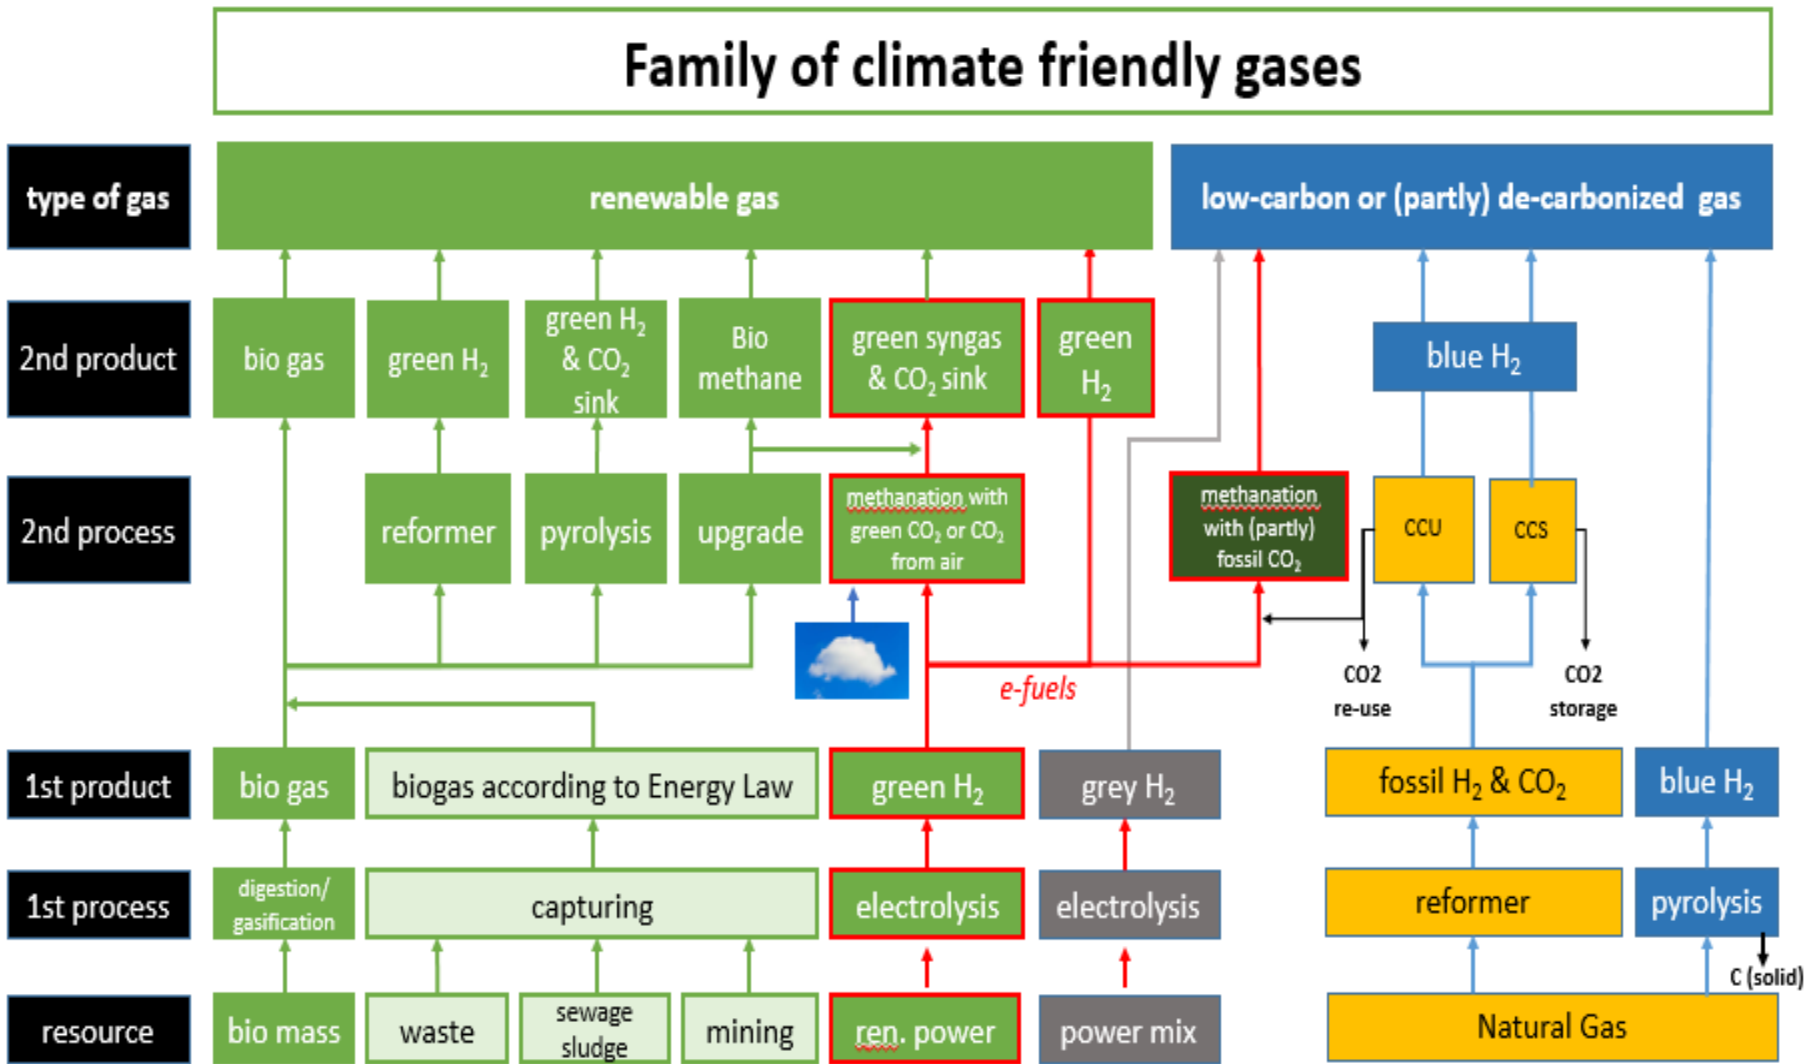 Family of climate friendly gases
type of gas
renewable gas
low-carbon or (partly) de-carbonized gas
2nd product
bio gas
green H₂
green H₂
& CO₂
sink
Bio
methane
green syngas
& CO₂ sink
green
H₂
blue H₂
2nd process
reformer
pyrolysis
upgrade
methanation with
green CO₂ or CO₂
from air
methanation
with (partly)
fossil CO₂
CCU
CCS
e-fuels
CO2
re-use
CO2
storage
1st product
bio gas
biogas according to Energy Law
green H₂
grey H₂
fossil H₂ & CO₂
blue H₂
1st process
digestion/
gasification
capturing
electrolysis
electrolysis
reformer
pyrolysis
C (solid)
resource
bio mass
waste
sewage
sludge
mining
ren. power
power mix
Natural Gas